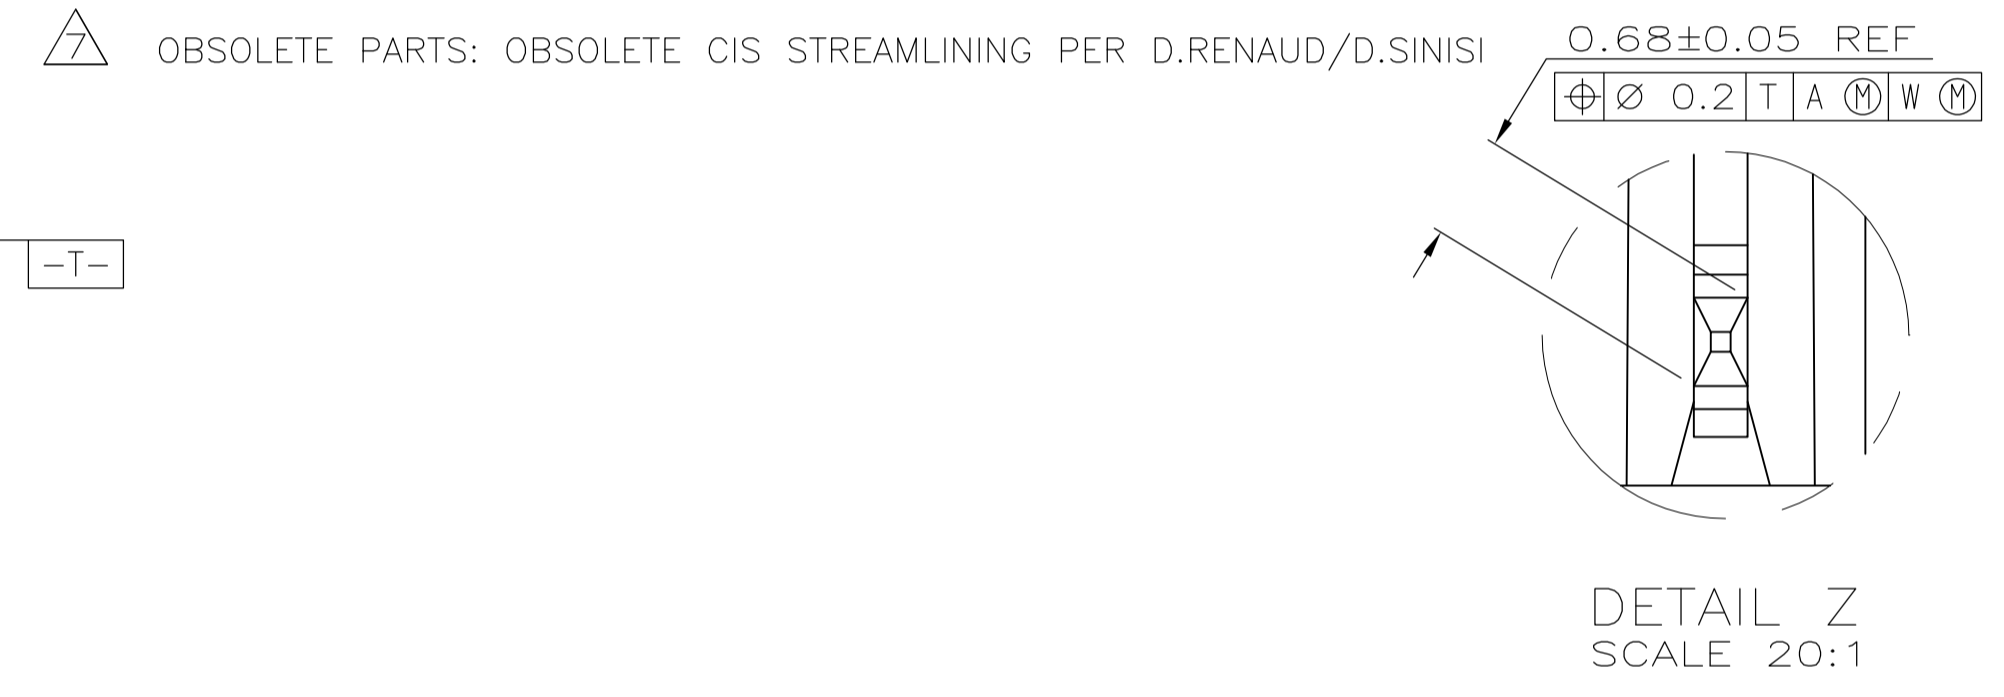 7 OBSOLETE PARTS: OBSOLETE CIS STREAMLINING PER D.RENAUD/D.SINISI
0.68±0.05 REF
⌖ Ø 0.2 T A Ⓜ W Ⓜ
-T-
DETAIL Z
SCALE 20:1